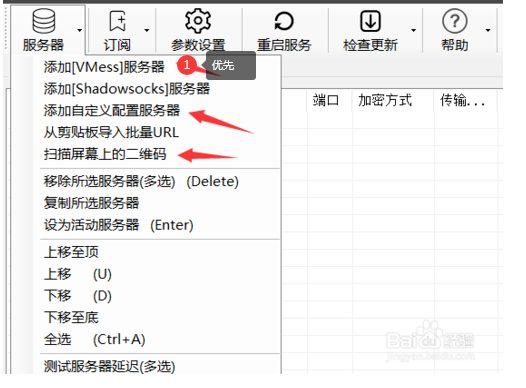 服务器 订阅 参数设置 重启服务 检查更新 帮助
添加[VMess]服务器 1 优先
添加[Shadowsocks]服务器
端口 加密方式 传输...
添加自定义配置服务器
从剪贴板导入批量URL
扫描屏幕上的二维码
移除所选服务器(多选) (Delete)
复制所选服务器
设为活动服务器 (Enter)
上移至顶
上移 (U)
下移 (D)
下移至底
全选 (Ctrl+A)
测试服务器延迟(多选)
Baidu 经验
jingyan.baidu.com